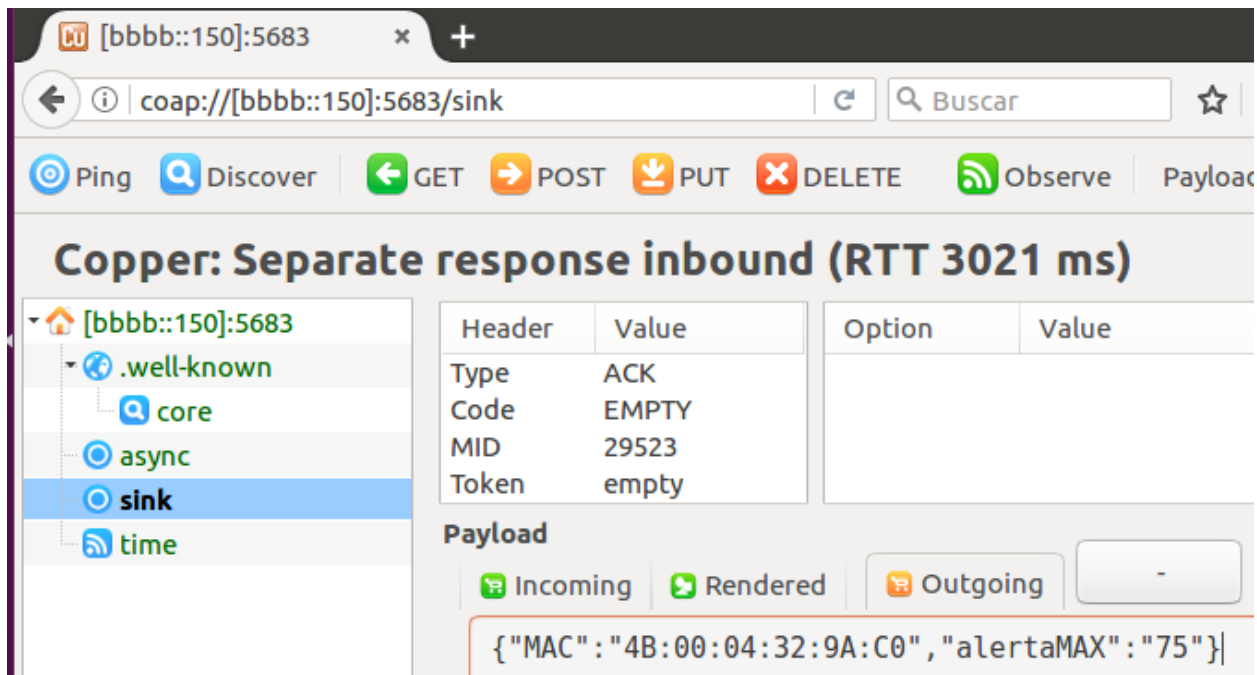 [bbbb::150]:5683
coap://[bbbb::150]:5683/sink
Buscar
Ping Discover GET POST PUT DELETE Observe Payload
Copper: Separate response inbound (RTT 3021 ms)
[bbbb::150]:5683
.well-known
core
async
sink
time
Header Value
Type ACK
Code EMPTY
MID 29523
Token empty
Option Value
Payload
Incoming Rendered Outgoing -
{"MAC":"4B:00:04:32:9A:C0","alertaMAX":"75"}